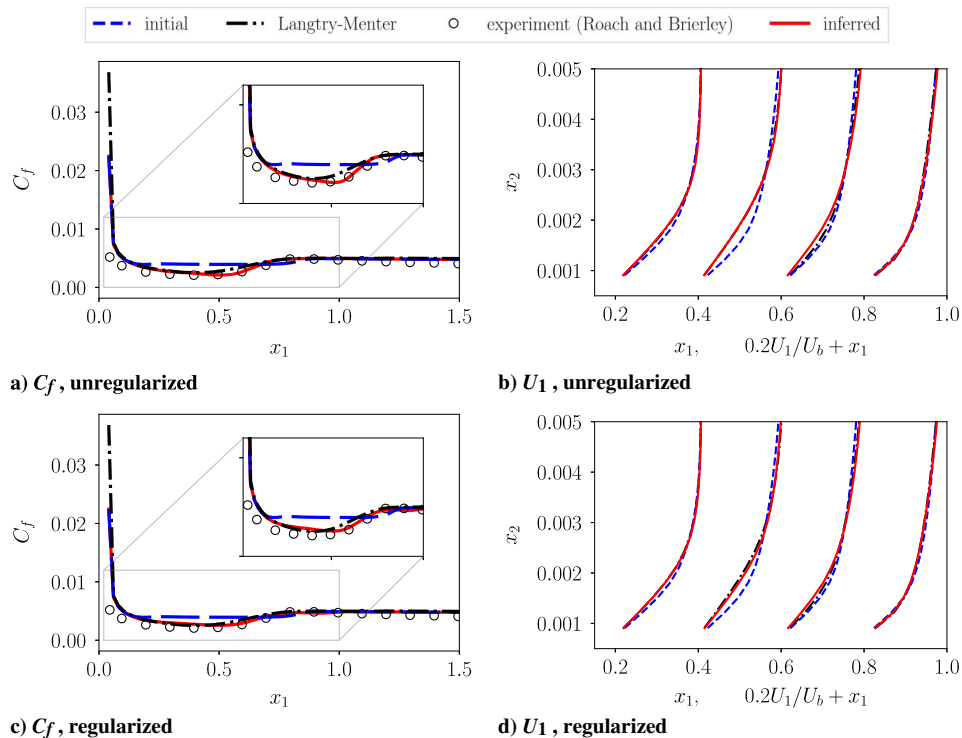 initial Langtry-Menter experiment (Roach and Brierley) inferred
0.03
0.02
0.01
0.00
C_f
0.0 0.5 1.0 1.5
x_1
a) C_f , unregularized
0.005
0.004
0.003
0.002
0.001
x_2
0.2 0.4 0.6 0.8 1.0
x_1, 0.2U_1/U_b + x_1
b) U_1 , unregularized
0.03
0.02
0.01
0.00
C_f
0.0 0.5 1.0 1.5
x_1
c) C_f , regularized
0.005
0.004
0.003
0.002
0.001
x_2
0.2 0.4 0.6 0.8 1.0
x_1, 0.2U_1/U_b + x_1
d) U_1 , regularized